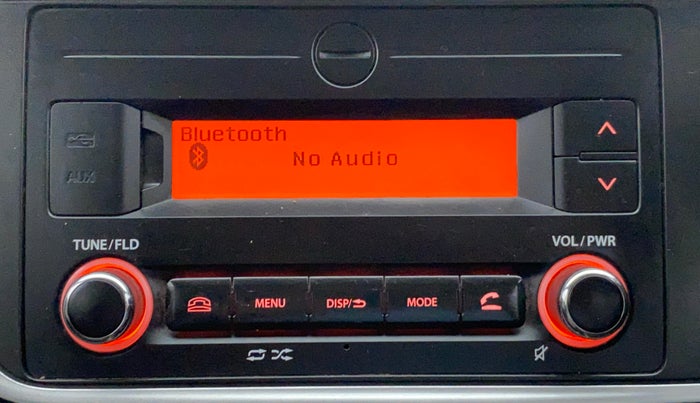 Bluetooth
No Audio
AUX
TUNE/FLD
VOL/PWR
MENU
DISP/
MODE